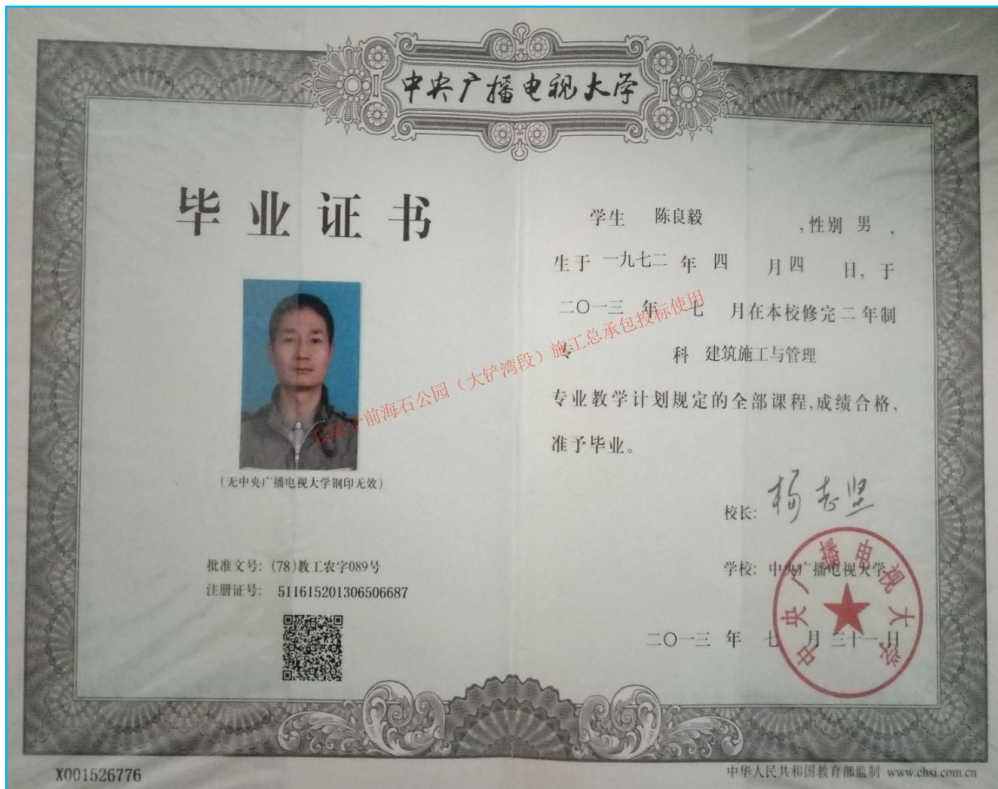 中央广播电视大学
毕业证书
(无中央广播电视大学钢印无效)
批准文号: (78)教工农字089号
注册证号: 511615201306506687
X001526776
学生 陈良毅 ,性别 男 ,
生于 一九七二 年 四 月 四 日, 于
二〇一三 年 七 月在本校修完 二 年制
专 科 建筑施工与管理
专业教学计划规定的全部课程,成绩合格,
准予毕业。
校长: 杨志坚
学校: 中央广播电视大学
二〇一三 年 七 月 三十一 日
中央广播电视大学
前海石公园（大铲湾段）施工总承包投标使用
中华人民共和国教育部监制 www.chsi.com.cn